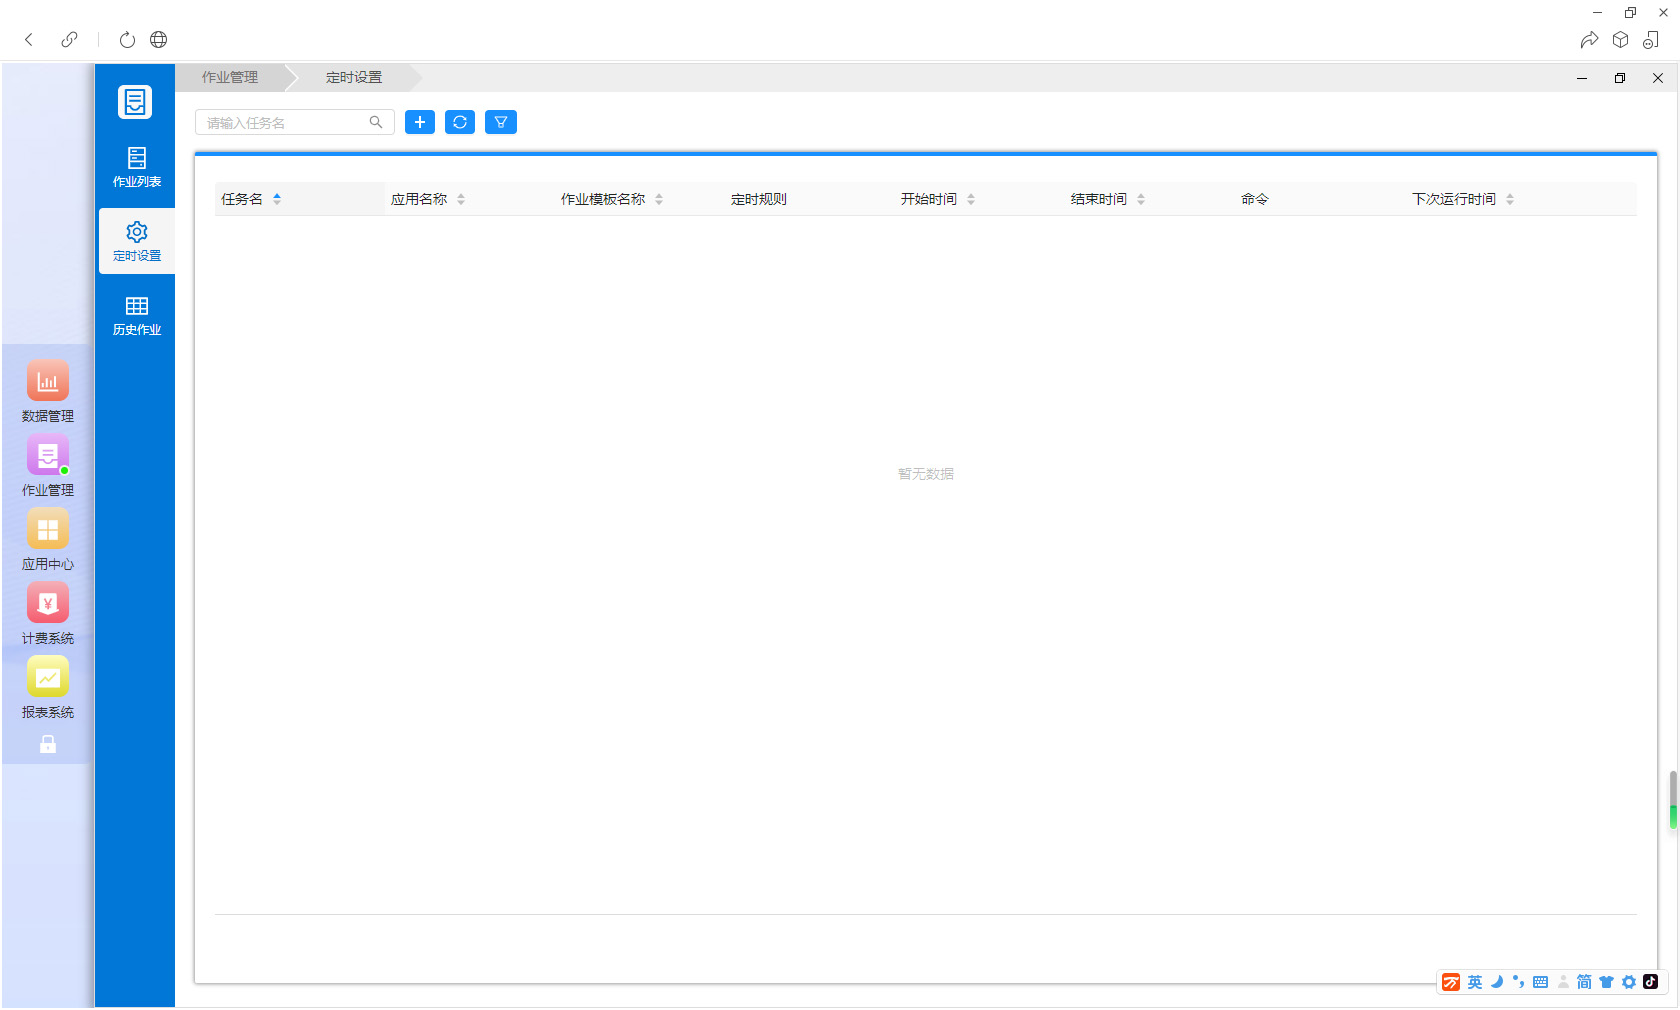 作业管理
定时设置
请输入任务名
作业列表
定时设置
历史作业
任务名
应用名称
作业模板名称
定时规则
开始时间
结束时间
命令
下次运行时间
暂无数据
数据管理
作业管理
应用中心
计费系统
报表系统
英
简